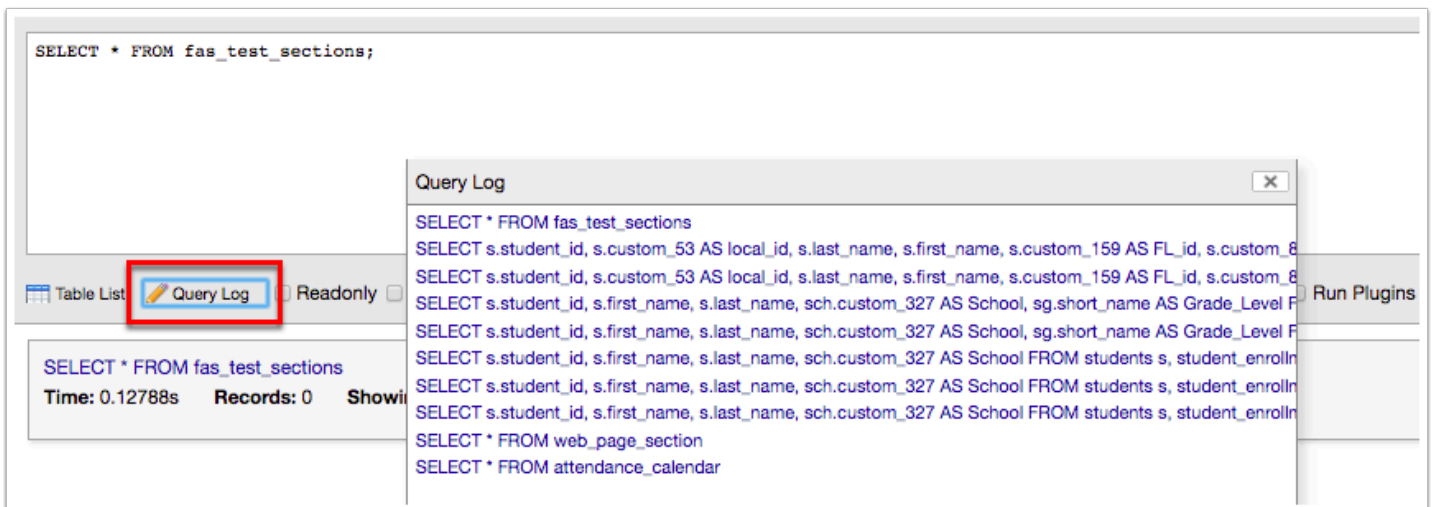 SELECT * FROM fas_test_sections;
Query Log
SELECT * FROM fas_test_sections
SELECT s.student_id, s.custom_53 AS local_id, s.last_name, s.first_name, s.custom_159 AS FL_id, s.custom_8
SELECT s.student_id, s.custom_53 AS local_id, s.last_name, s.first_name, s.custom_159 AS FL_id, s.custom_8
SELECT s.student_id, s.first_name, s.last_name, sch.custom_327 AS School, sg.short_name AS Grade_Level F
SELECT s.student_id, s.first_name, s.last_name, sch.custom_327 AS School, sg.short_name AS Grade_Level F
SELECT s.student_id, s.first_name, s.last_name, sch.custom_327 AS School FROM students s,
SELECT s.student_id, s.first_name, s.last_name, sch.custom_327 AS School FROM students s,
SELECT s.student_id, s.first_name, s.last_name, sch.custom_327 AS School FROM students s,
SELECT * FROM web_page_section
SELECT * FROM attendance_calendar
Table List Query Log Readonly Run Plugins
SELECT * FROM fas_test_sections
Time: 0.12788s Records: 0